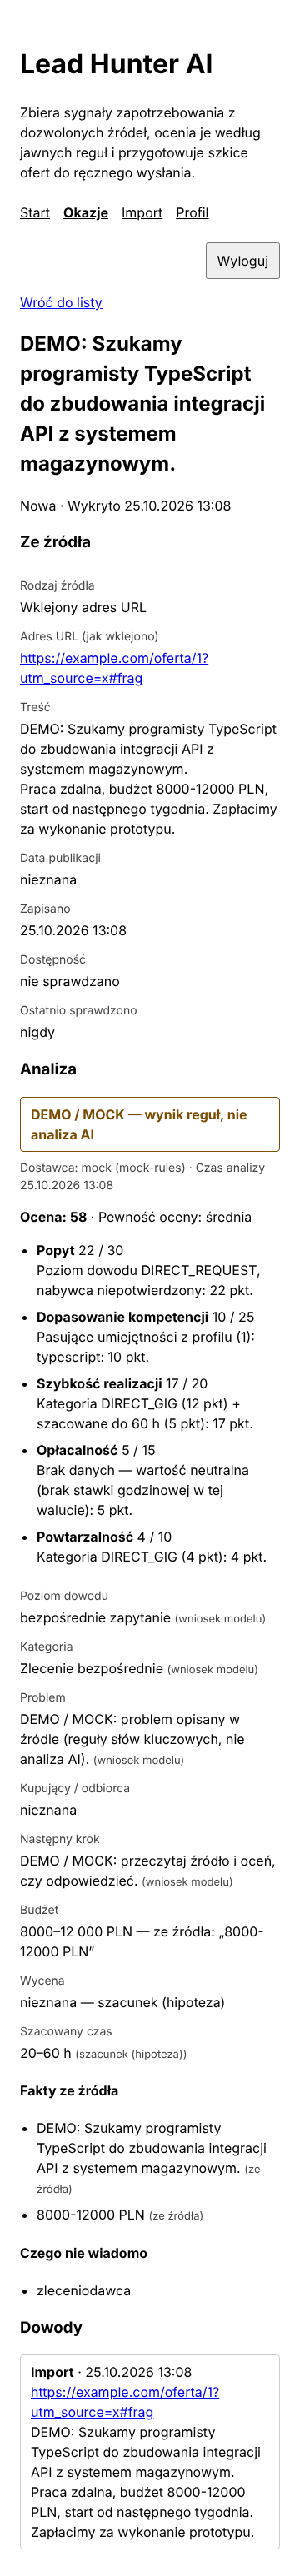 Lead Hunter AI
Zbiera sygnały zapotrzebowania z
dozwolonych źródeł, ocenia je według
jawnych reguł i przygotowuje szkice
ofert do ręcznego wysłania.
Start Okazje Import Profil
Wyloguj
Wróć do listy
DEMO: Szukamy
programisty TypeScript
do zbudowania integracji
API z systemem
magazynowym.
Nowa · Wykryto 25.10.2026 13:08
Ze źródła
Rodzaj źródła
Wklejony adres URL
Adres URL (jak wklejono)
https://example.com/oferta/1?
utm_source=x#frag
Treść
DEMO: Szukamy programisty TypeScript
do zbudowania integracji API z
systemem magazynowym.
Praca zdalna, budżet 8000-12000 PLN,
start od następnego tygodnia. Zapłacimy
za wykonanie prototypu.
Data publikacji
nieznana
Zapisano
25.10.2026 13:08
Dostępność
nie sprawdzano
Ostatnio sprawdzono
nigdy
Analiza
DEMO / MOCK — wynik reguł, nie
analiza AI
Dostawca: mock (mock-rules) · Czas analizy
25.10.2026 13:08
Ocena: 58 · Pewność oceny: średnia
• Popyt 22 / 30
Poziom dowodu DIRECT_REQUEST,
nabywca niepotwierdzony: 22 pkt.
• Dopasowanie kompetencji 10 / 25
Pasujące umiejętności z profilu (1):
typescript: 10 pkt.
• Szybkość realizacji 17 / 20
Kategoria DIRECT_GIG (12 pkt) +
szacowane do 60 h (5 pkt): 17 pkt.
• Opłacalność 5 / 15
Brak danych — wartość neutralna
(brak stawki godzinowej w tej
walucie): 5 pkt.
• Powtarzalność 4 / 10
Kategoria DIRECT_GIG (4 pkt): 4 pkt.
Poziom dowodu
bezpośrednie zapytanie (wniosek modelu)
Kategoria
Zlecenie bezpośrednie (wniosek modelu)
Problem
DEMO / MOCK: problem opisany w
źródle (reguły słów kluczowych, nie
analiza AI). (wniosek modelu)
Kupujący / odbiorca
nieznana
Następny krok
DEMO / MOCK: przeczytaj źródło i oceń,
czy odpowiedzieć. (wniosek modelu)
Budżet
8000–12 000 PLN — ze źródła: „8000-
12000 PLN”
Wycena
nieznana — szacunek (hipoteza)
Szacowany czas
20–60 h (szacunek (hipoteza))
Fakty ze źródła
• DEMO: Szukamy programisty
TypeScript do zbudowania integracji
API z systemem magazynowym. (ze
źródła)
• 8000-12000 PLN (ze źródła)
Czego nie wiadomo
• zleceniodawca
Dowody
Import · 25.10.2026 13:08
https://example.com/oferta/1?
utm_source=x#frag
DEMO: Szukamy programisty
TypeScript do zbudowania integracji
API z systemem magazynowym.
Praca zdalna, budżet 8000-12000
PLN, start od następnego tygodnia.
Zapłacimy za wykonanie prototypu.